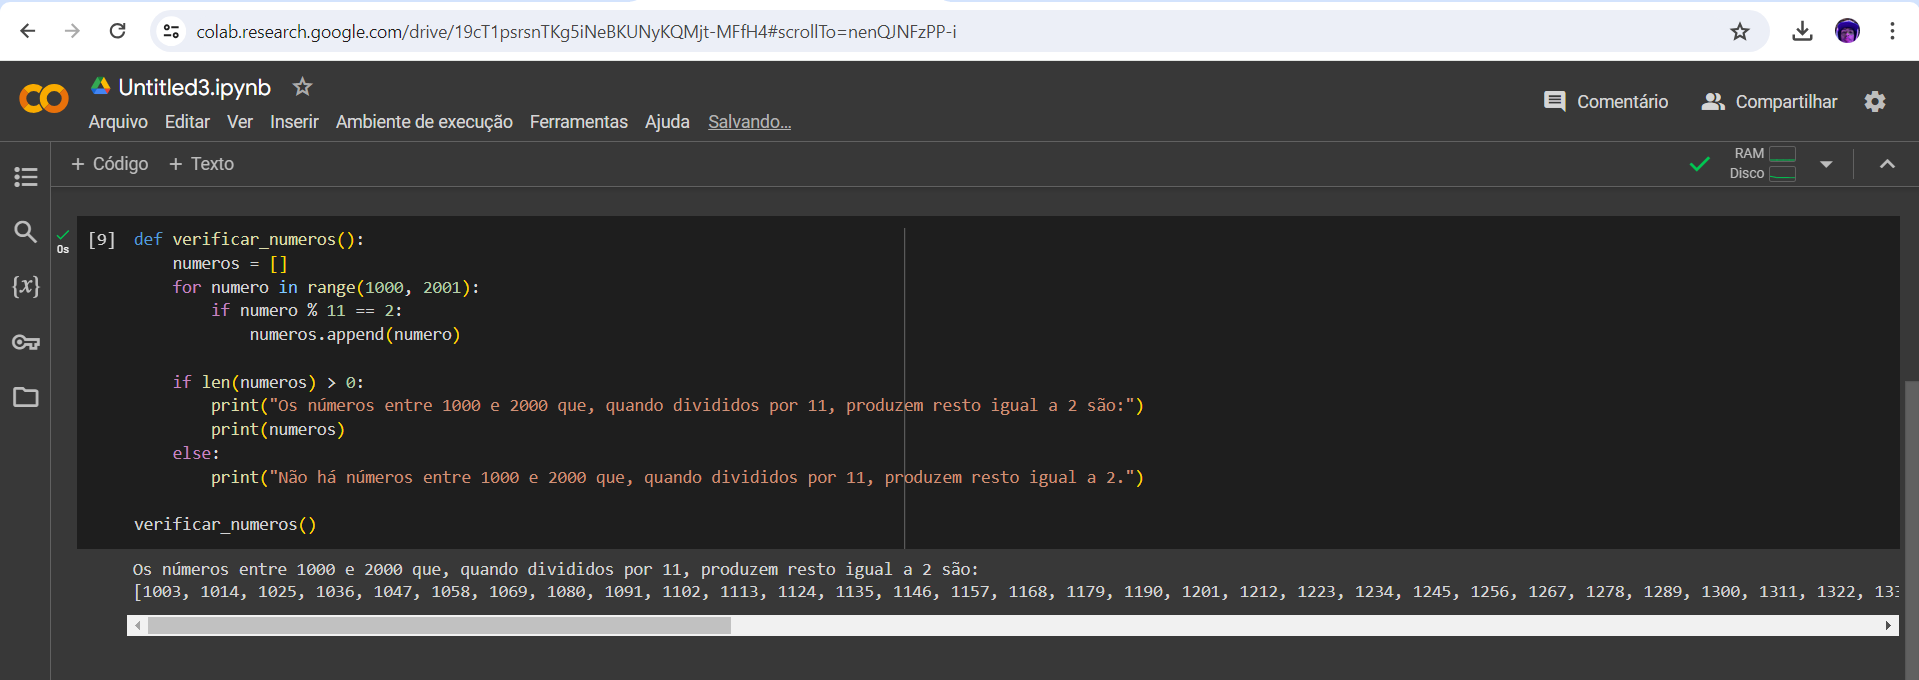 colab.research.google.com/drive/19cT1psrsnTKg5iNeBKUNyKQMjt-MFfH4#scrollTo=nenQJNFzPP-i
Untitled3.ipynb
Comentário Compartilhar
Arquivo Editar Ver Inserir Ambiente de execução Ferramentas Ajuda Salvando...
+ Código + Texto
RAM
Disco
0s
[9] def verificar_numeros():
numeros = []
for numero in range(1000, 2001):
if numero % 11 == 2:
numeros.append(numero)
if len(numeros) > 0:
print("Os números entre 1000 e 2000 que, quando divididos por 11, produzem resto igual a 2 são:")
print(numeros)
else:
print("Não há números entre 1000 e 2000 que, quando divididos por 11, produzem resto igual a 2.")
verificar_numeros()
Os números entre 1000 e 2000 que, quando divididos por 11, produzem resto igual a 2 são:
[1003, 1014, 1025, 1036, 1047, 1058, 1069, 1080, 1091, 1102, 1113, 1124, 1135, 1146, 1157, 1168, 1179, 1190, 1201, 1212, 1223, 1234, 1245, 1256, 1267, 1278, 1289, 1300, 1311, 1322,